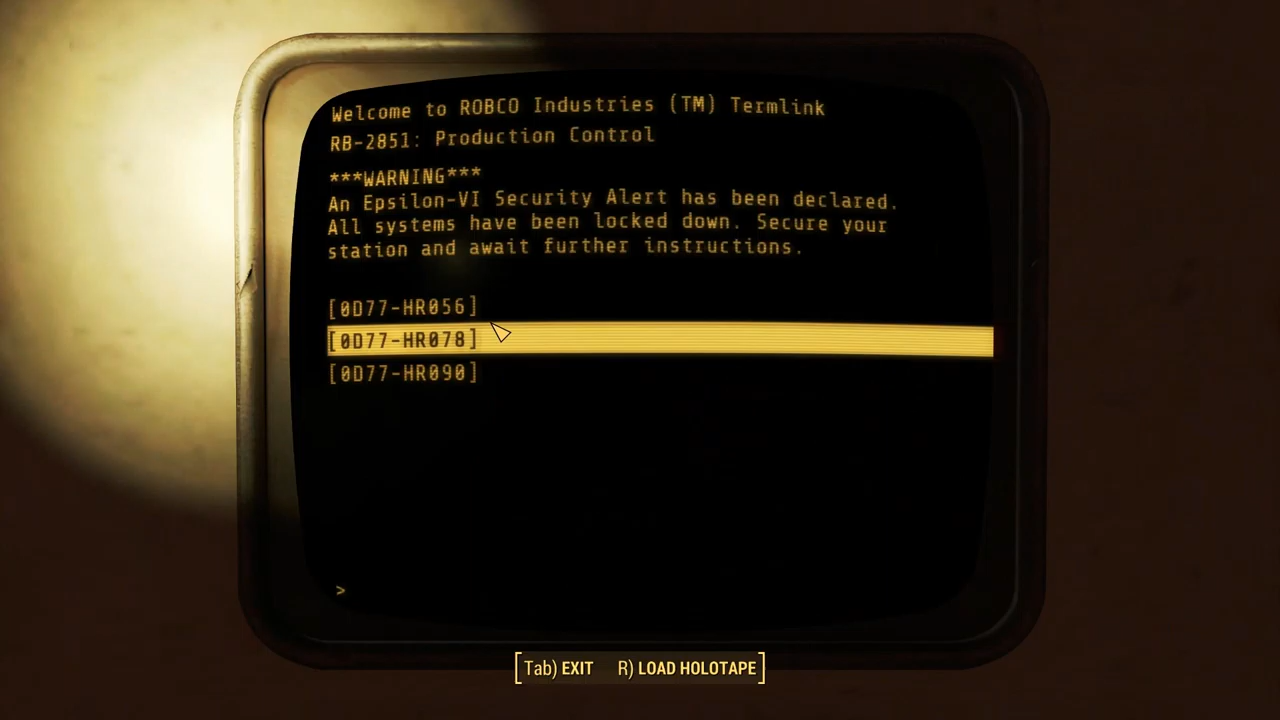 Welcome to ROBCO Industries (TM) Termlink
RB-2851: Production Control
***WARNING***
An Epsilon-VI Security Alert has been declared.
All systems have been locked down. Secure your
station and await further instructions.
[0D77-HR056]
[0D77-HR078]
[0D77-HR090]
>
[Tab) EXIT R) LOAD HOLOTAPE]